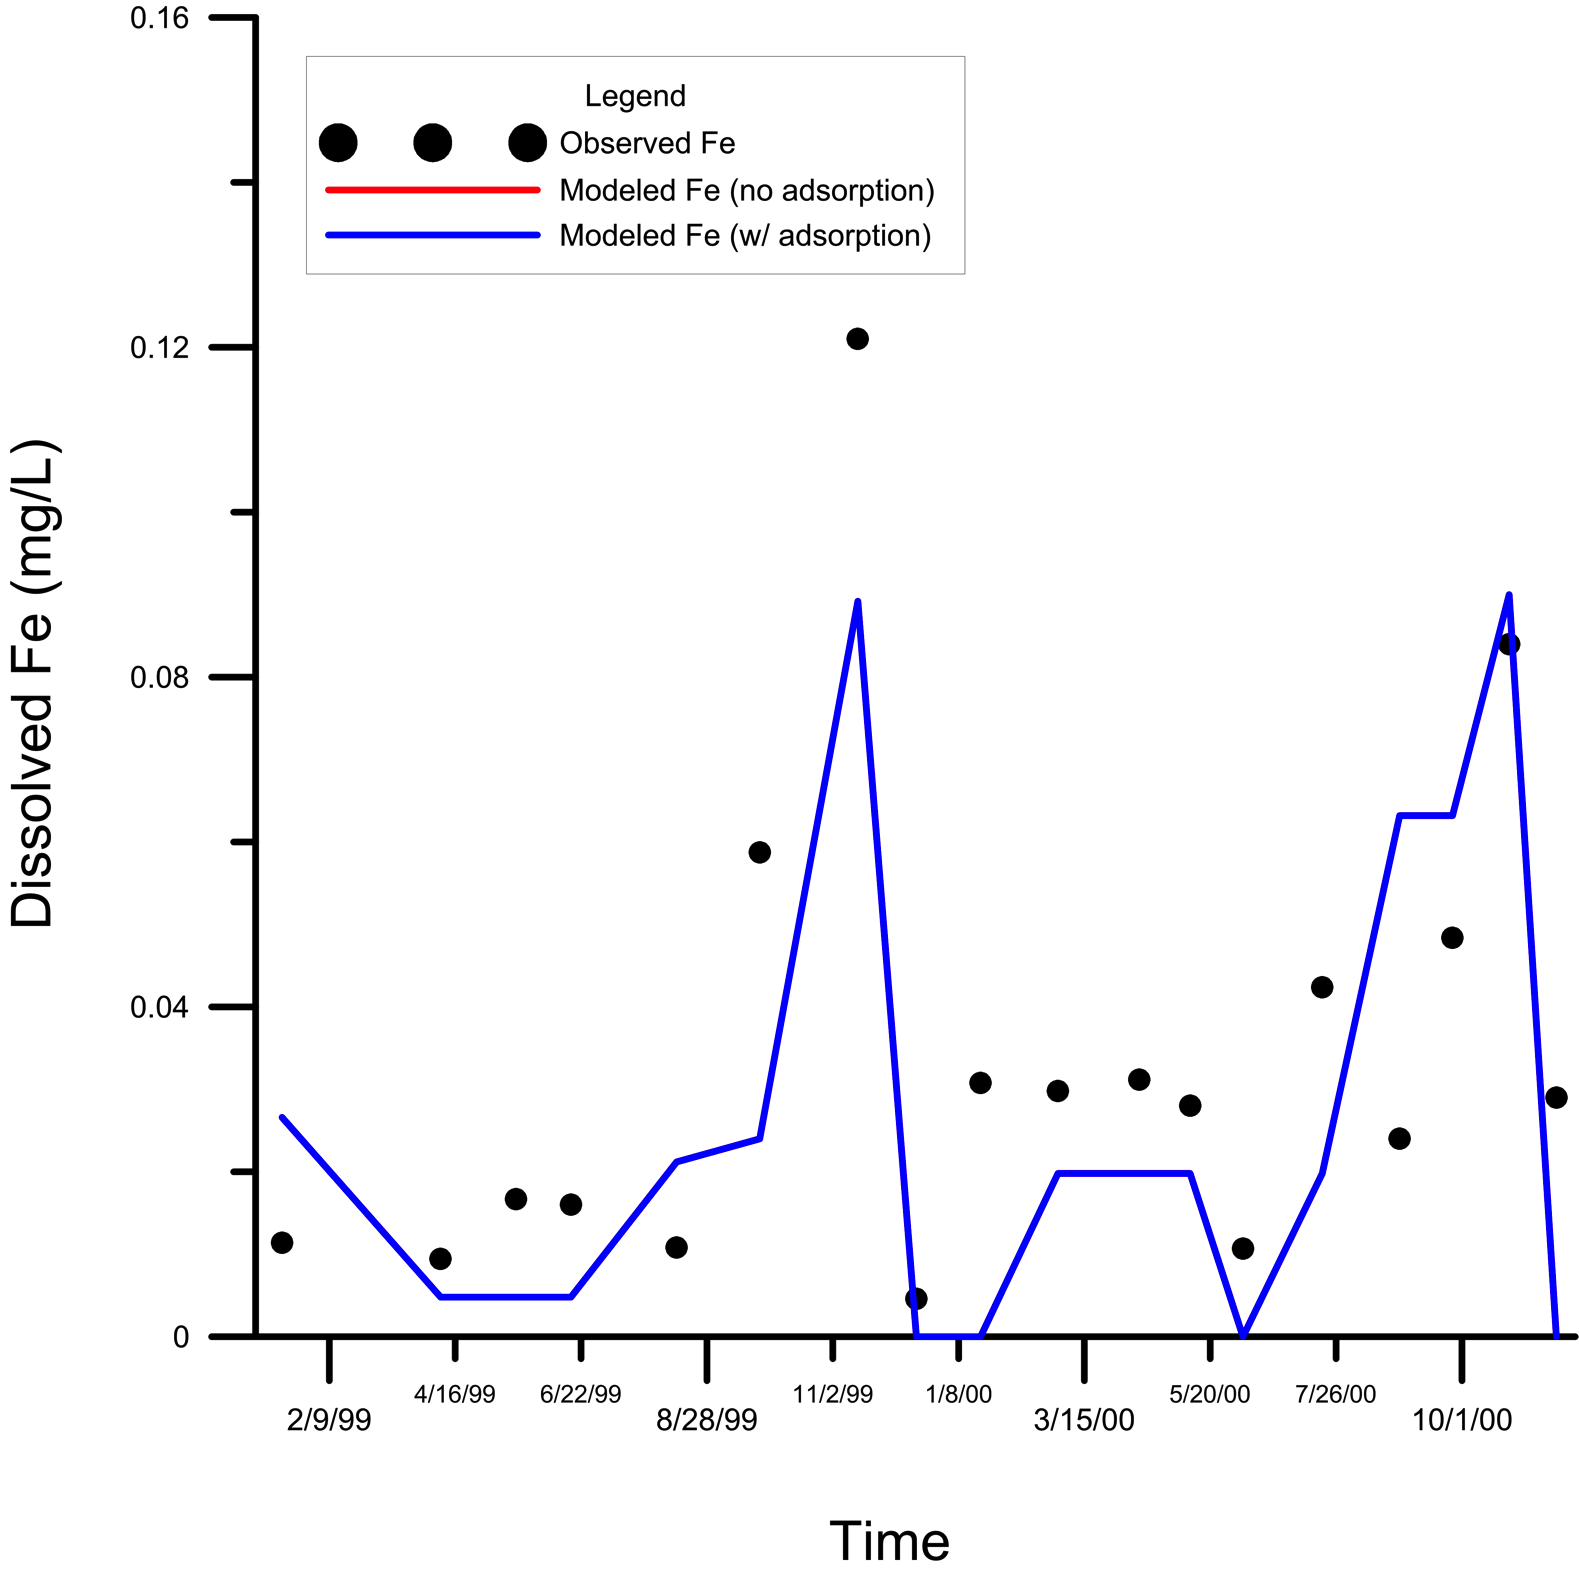 0.16
Legend
Observed Fe
Modeled Fe (no adsorption)
Modeled Fe (w/ adsorption)
0.12
0.08
0.04
0
Dissolved Fe (mg/L)
4/16/99 6/22/99 11/2/99 1/8/00 5/20/00 7/26/00
2/9/99 8/28/99 3/15/00 10/1/00
Time